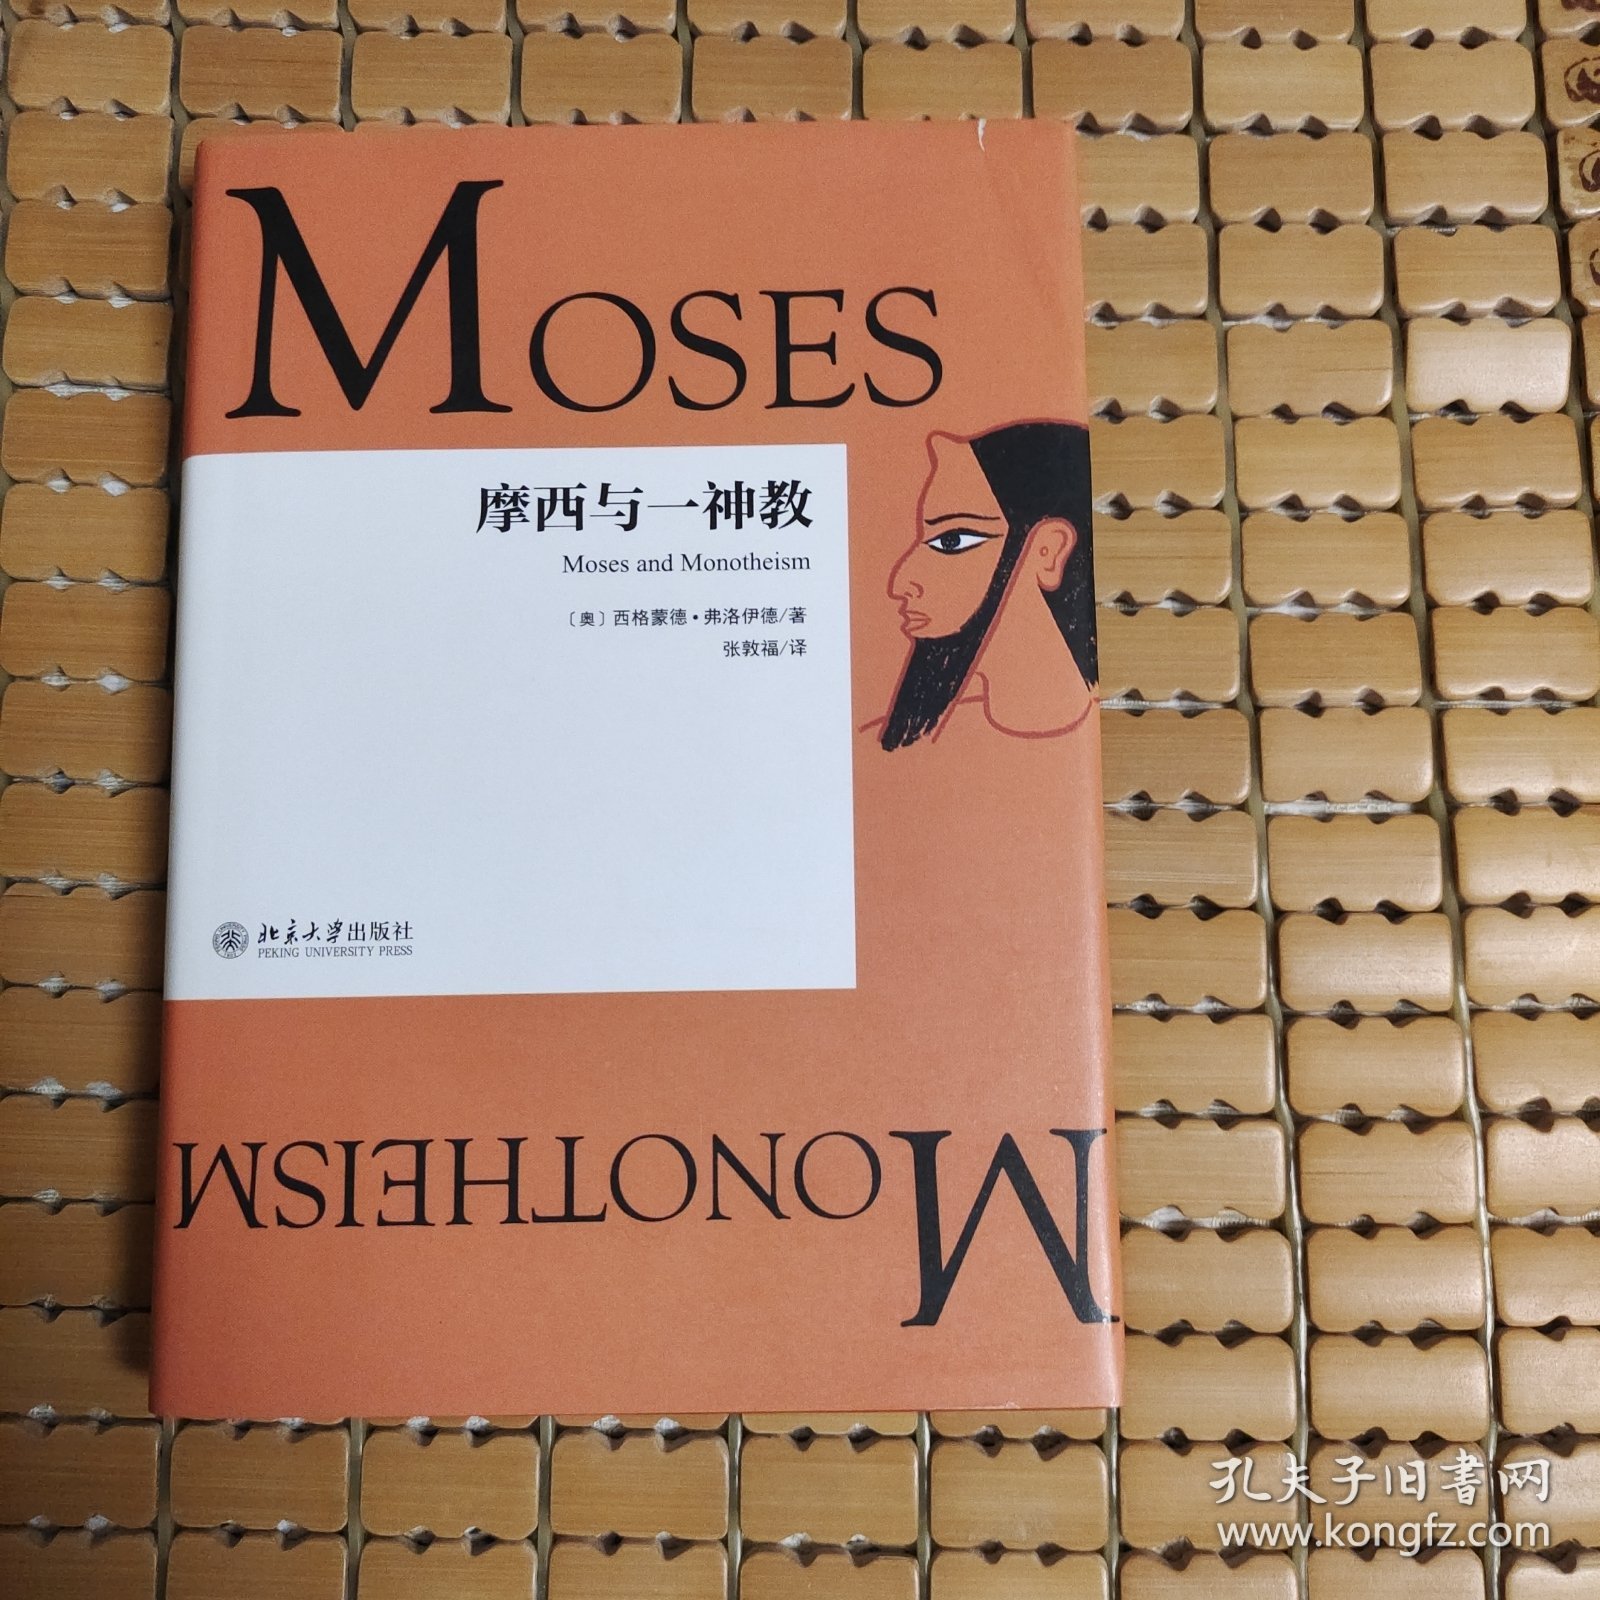 MOSES
摩西与一神教
Moses and Monotheism
〔奥〕西格蒙德·弗洛伊德/著
张敦福/译
北京大学出版社
PEKING UNIVERSITY PRESS
MONOTHEISM
孔夫子旧书网
www.kongfz.com